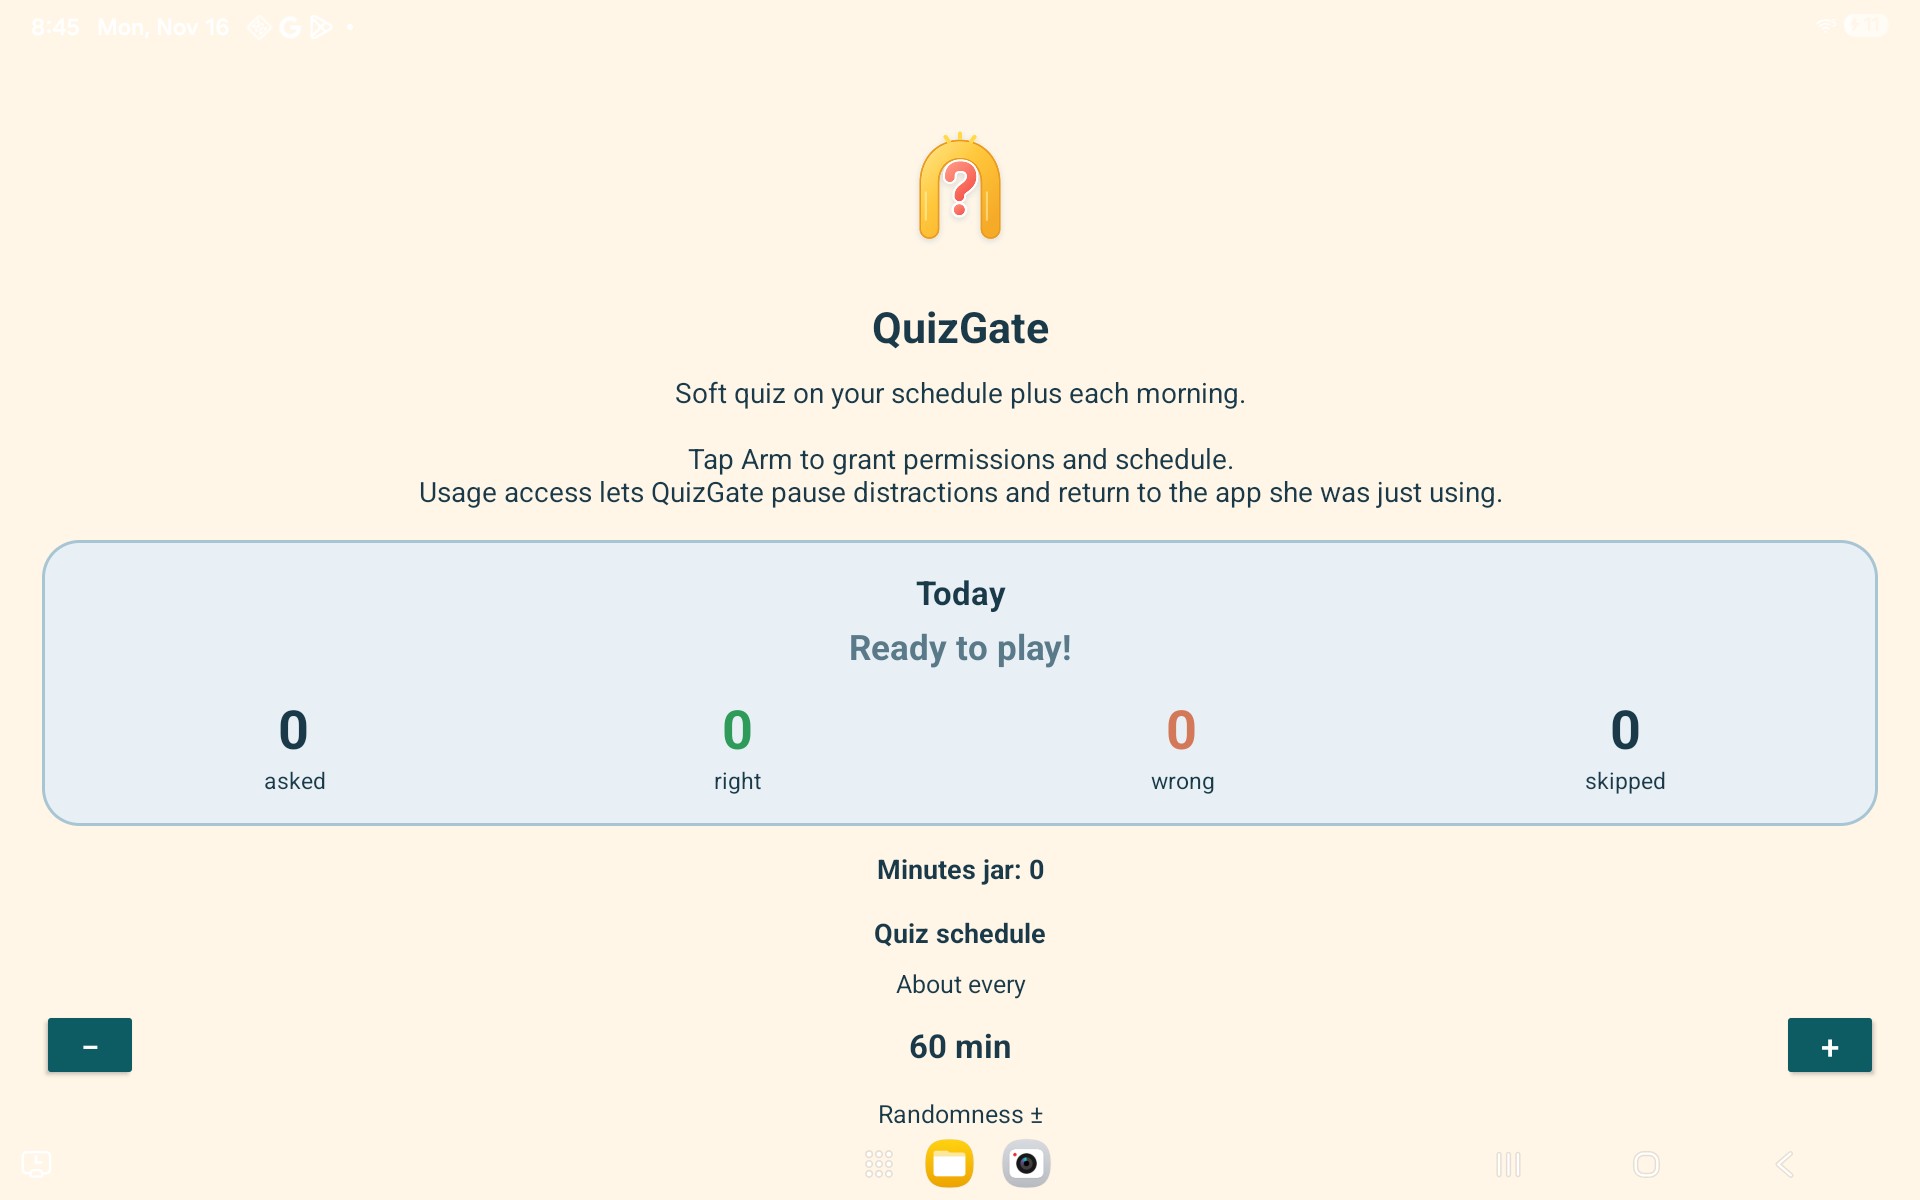 8:45 Mon, Nov 16
?
QuizGate
Soft quiz on your schedule plus each morning.
Tap Arm to grant permissions and schedule.
Usage access lets QuizGate pause distractions and return to the app she was just using.
Today
Ready to play!
0 0 0 0
asked right wrong skipped
Minutes jar: 0
Quiz schedule
About every
− 60 min +
Randomness ±